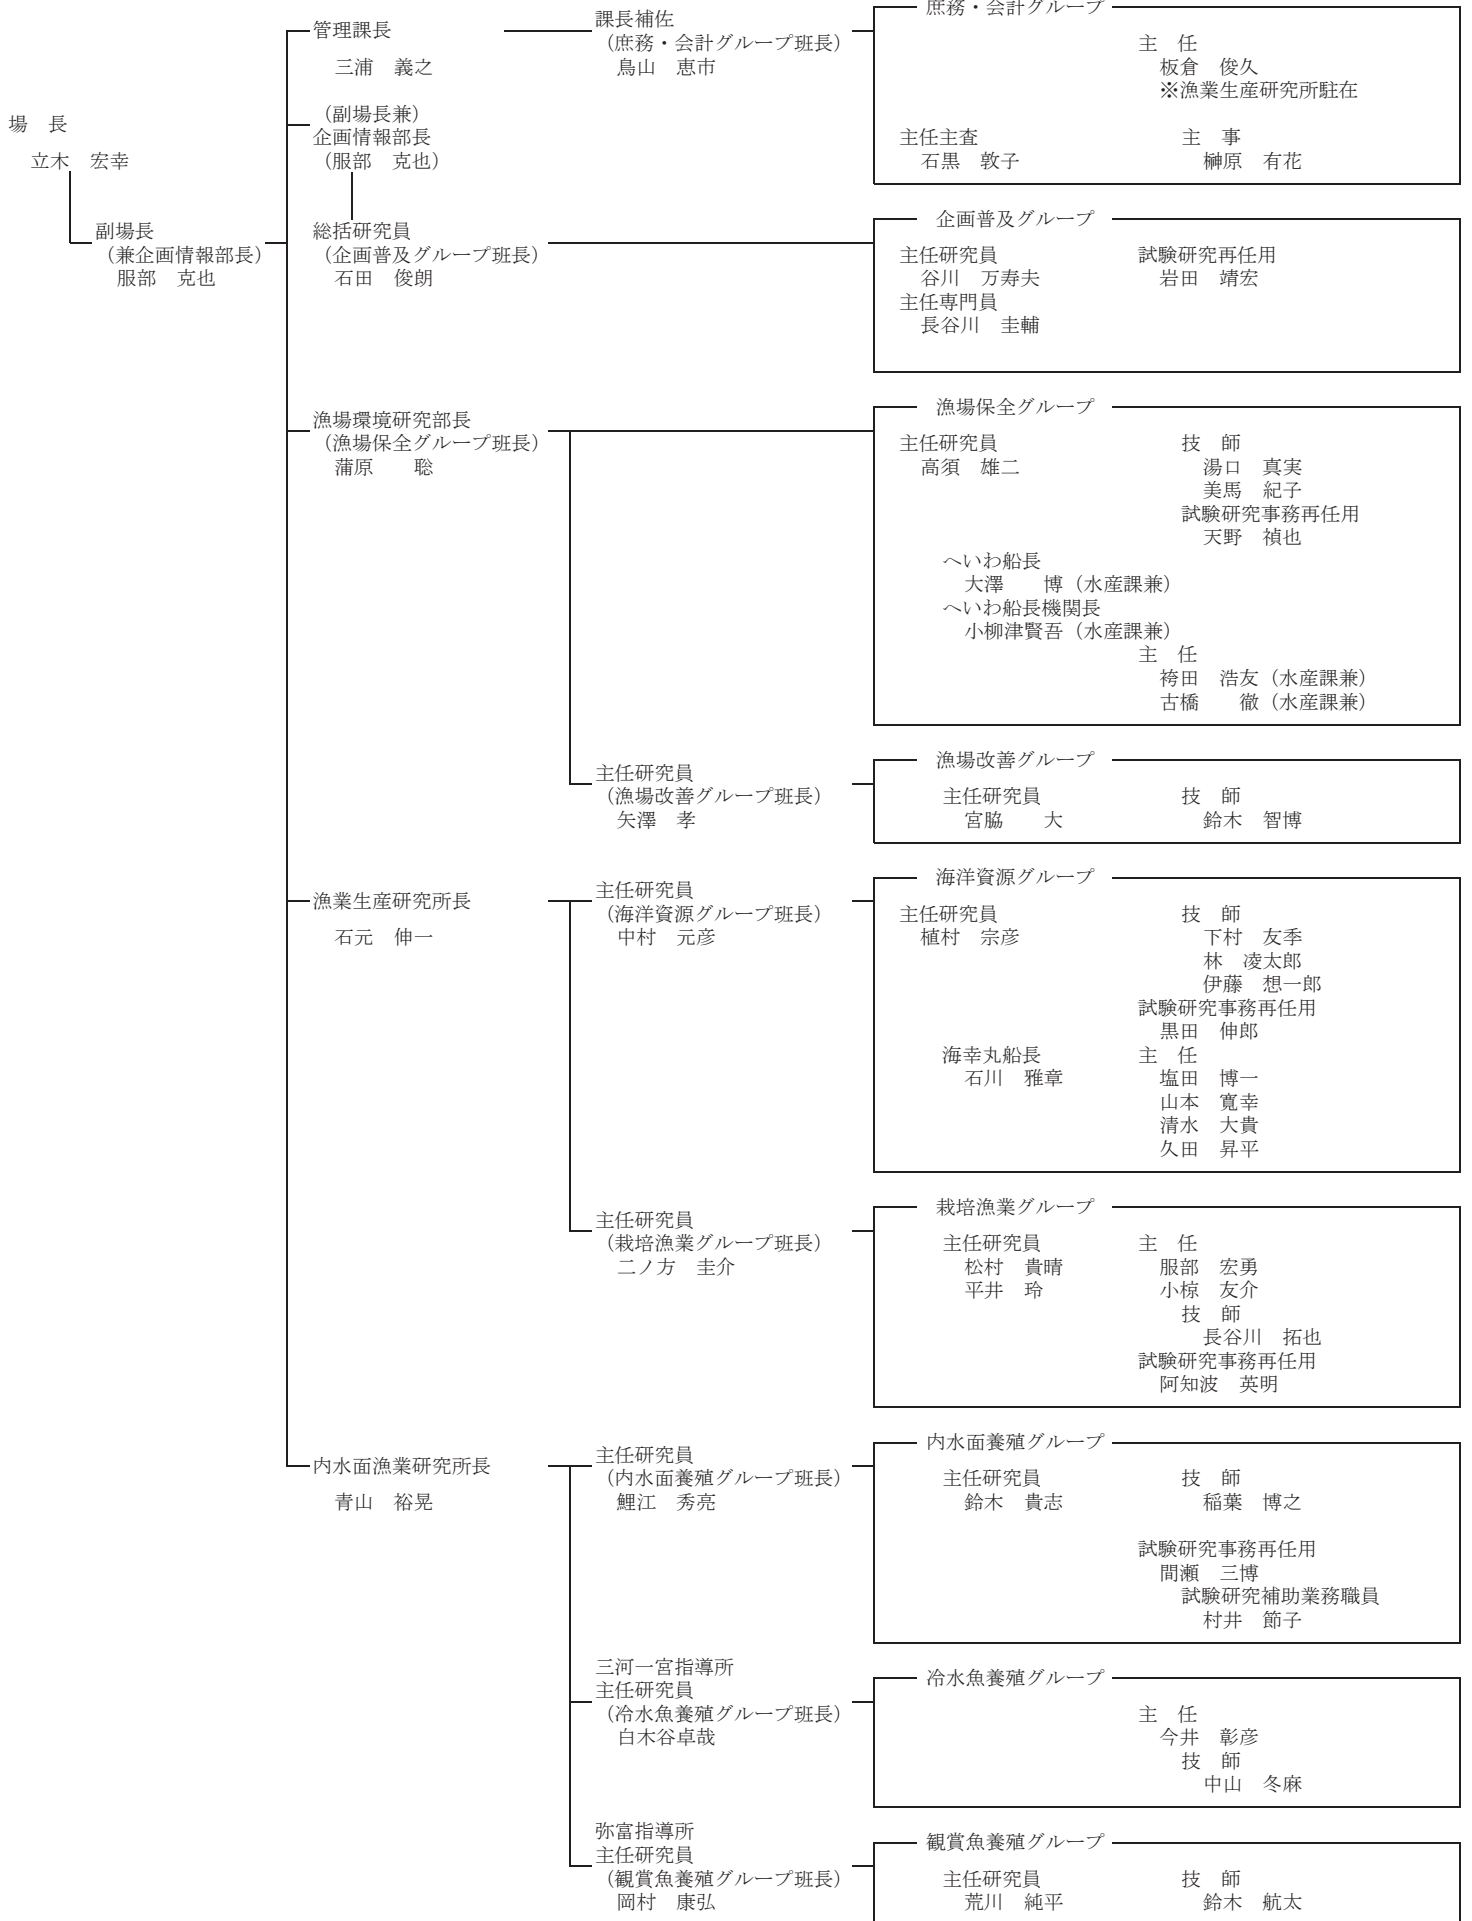 場　長
立木　宏幸
副場長
（兼企画情報部長）
服部　克也
管理課長
三浦　義之
課長補佐
（庶務・会計グループ班長）
鳥山　恵市
庶務・会計グループ
主　任
板倉　俊久
※漁業生産研究所駐在
主任主査
石黒　敦子
主　事
榊原　有花
（副場長兼）
企画情報部長
（服部　克也）
総括研究員
（企画普及グループ班長）
石田　俊朗
企画普及グループ
主任研究員
谷川　万寿夫
主任専門員
長谷川　圭輔
試験研究再任用
岩田　靖宏
漁場環境研究部長
（漁場保全グループ班長）
蒲原　　聡
漁場保全グループ
主任研究員
高須　雄二
技　師
湯口　真実
美馬　紀子
試験研究事務再任用
天野　禎也
へいわ船長
大澤　　博（水産課兼）
へいわ船長機関長
小柳津賢吾（水産課兼）
主　任
袴田　浩友（水産課兼）
古橋　　徹（水産課兼）
主任研究員
（漁場改善グループ班長）
矢澤　孝
漁場改善グループ
主任研究員
宮脇　　大
技　師
鈴木　智博
漁業生産研究所長
石元　伸一
主任研究員
（海洋資源グループ班長）
中村　元彦
海洋資源グループ
主任研究員
植村　宗彦
技　師
下村　友季
林　凌太郎
伊藤　想一郎
試験研究事務再任用
黒田　伸郎
海幸丸船長
石川　雅章
主　任
塩田　博一
山本　寛幸
清水　大貴
久田　昇平
主任研究員
（栽培漁業グループ班長）
二ノ方　圭介
栽培漁業グループ
主任研究員
松村　貴晴
平井　玲
主　任
服部　宏勇
小椋　友介
技　師
長谷川　拓也
試験研究事務再任用
阿知波　英明
内水面漁業研究所長
青山　裕晃
主任研究員
（内水面養殖グループ班長）
鯉江　秀亮
内水面養殖グループ
主任研究員
鈴木　貴志
技　師
稲葉　博之
試験研究事務再任用
間瀬　三博
試験研究補助業務職員
村井　節子
三河一宮指導所
主任研究員
（冷水魚養殖グループ班長）
白木谷卓哉
冷水魚養殖グループ
主　任
今井　彰彦
技　師
中山　冬麻
弥富指導所
主任研究員
（観賞魚養殖グループ班長）
岡村　康弘
観賞魚養殖グループ
主任研究員
荒川　純平
技　師
鈴木　航太